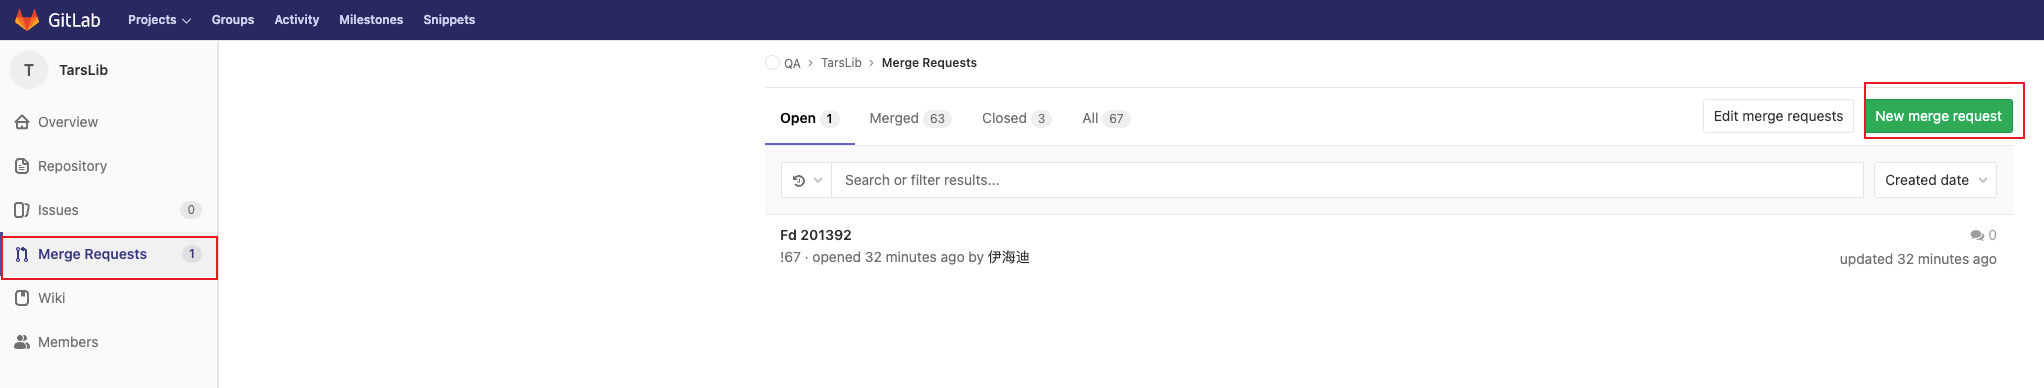 GitLab Projects Groups Activity Milestones Snippets
T TarsLib
Overview
Repository
Issues 0
Merge Requests 1
Wiki
Members
QA > TarsLib > Merge Requests
Open 1 Merged 63 Closed 3 All 67 Edit merge requests New merge request
Search or filter results... Created date
Fd 201392 0
!67 · opened 32 minutes ago by 伊海迪 updated 32 minutes ago